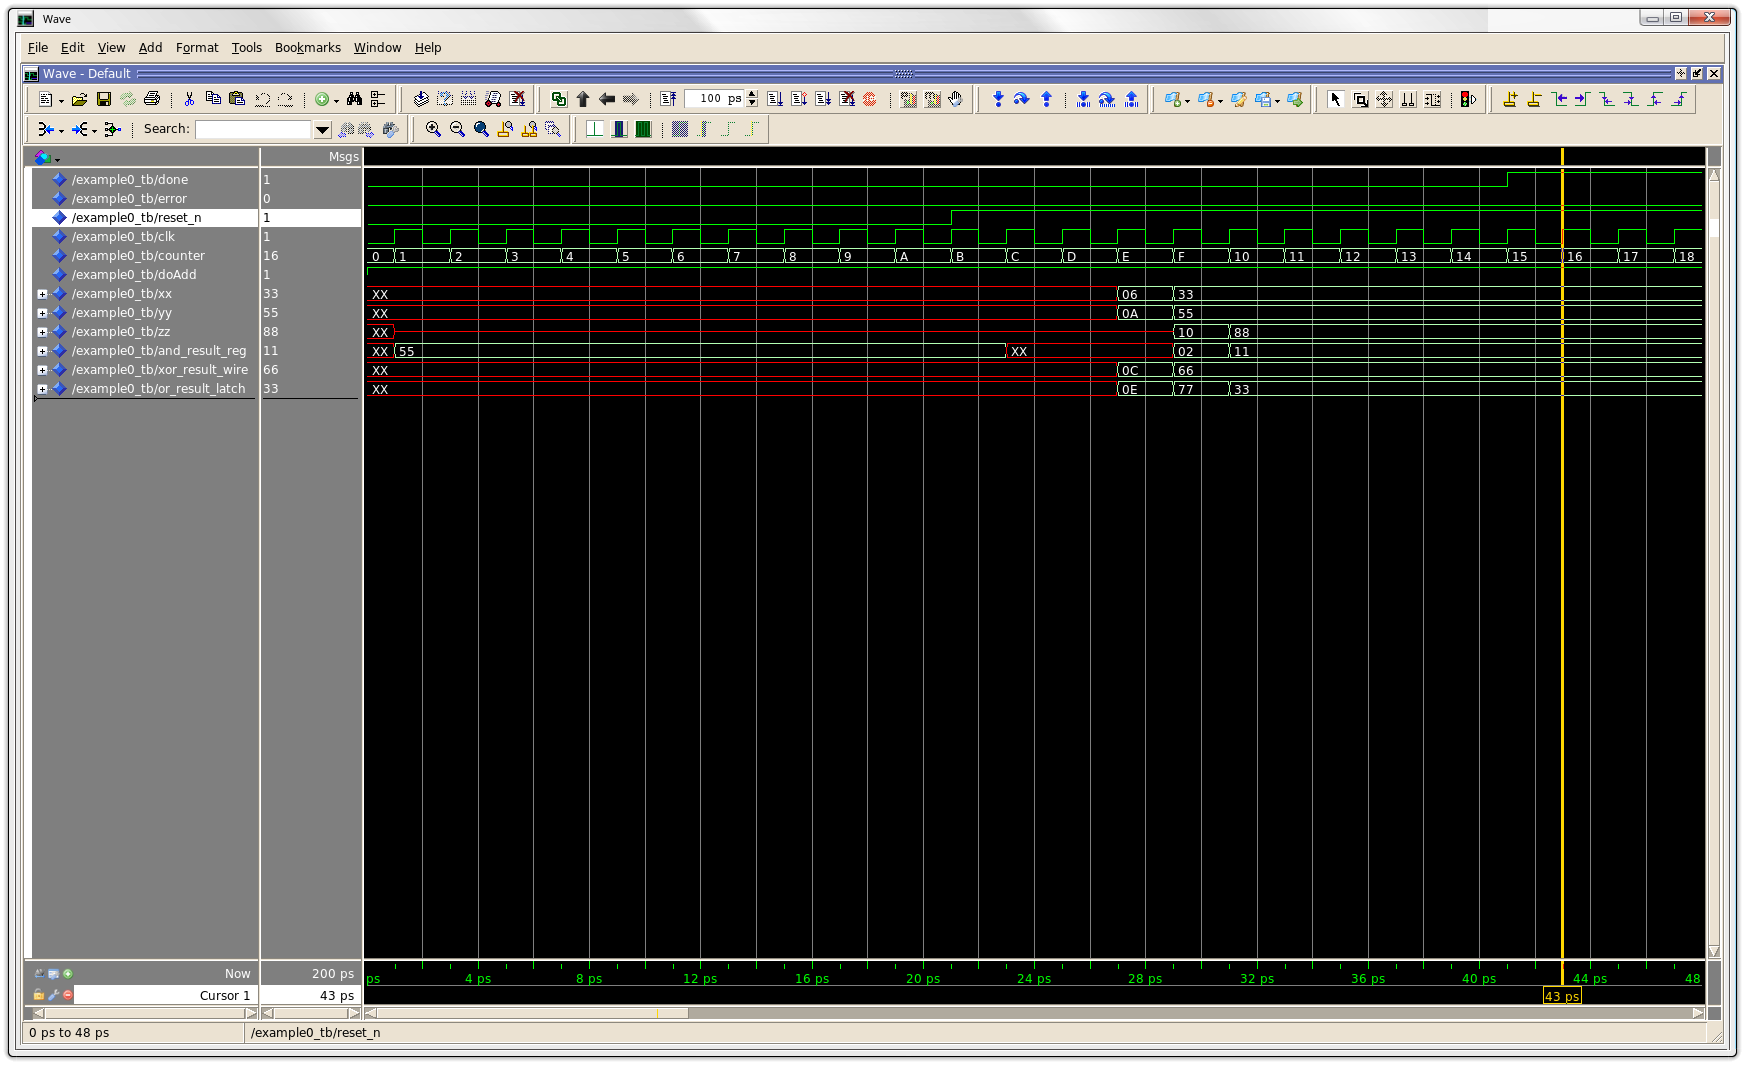 Wave
File Edit View Add Format Tools Bookmarks Window Help
Wave - Default
100 ps
Search:
Msgs
/example0_tb/done 1
/example0_tb/error 0
/example0_tb/reset_n 1
/example0_tb/clk 1
/example0_tb/counter 16 0 1 2 3 4 5 6 7 8 9 A B C D E F 10 11 12 13 14 15 16 17 18
/example0_tb/doAdd 1
/example0_tb/xx 33 XX 06 33
/example0_tb/yy 55 XX 0A 55
/example0_tb/zz 88 XX 10 88
/example0_tb/and_result_reg 11 XX 55 XX 02 11
/example0_tb/xor_result_wire 66 XX 0C 66
/example0_tb/or_result_latch 33 XX 0E 77 33
Now 200 ps ps 4 ps 8 ps 12 ps 16 ps 20 ps 24 ps 28 ps 32 ps 36 ps 40 ps 44 ps 48
Cursor 1 43 ps 43 ps
0 ps to 48 ps /example0_tb/reset_n